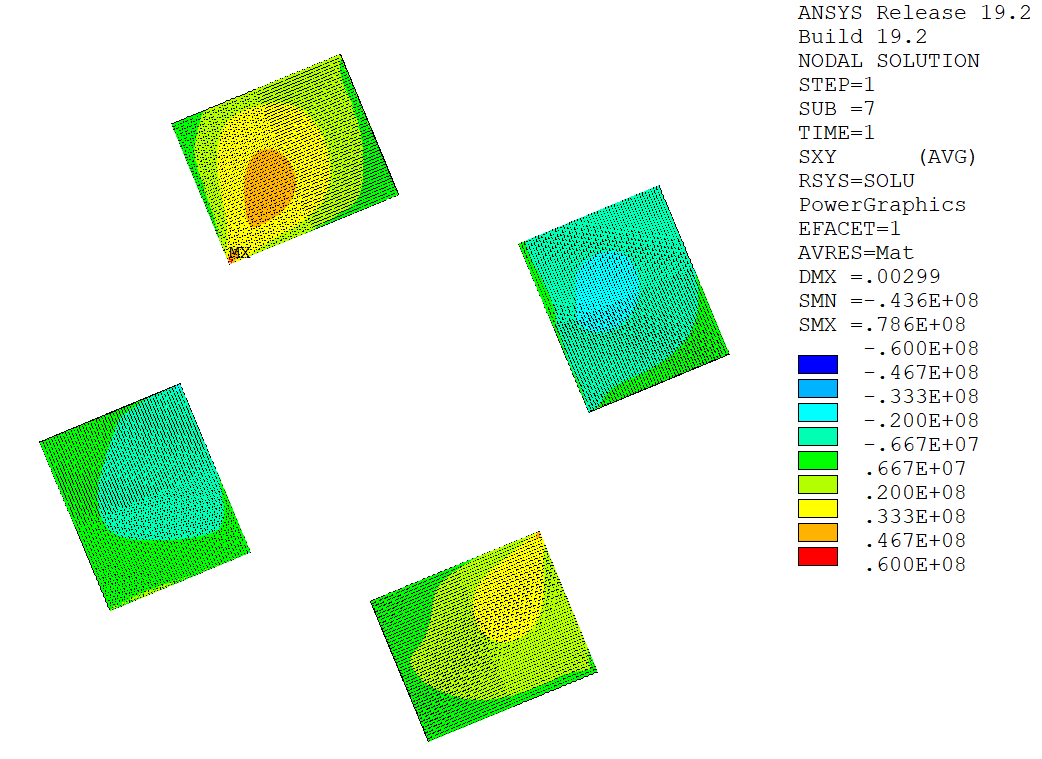 ANSYS Release 19.2
Build 19.2
NODAL SOLUTION
STEP=1
SUB =7
TIME=1
SXY (AVG)
RSYS=SOLU
PowerGraphics
EFACET=1
AVRES=Mat
DMX =.00299
SMN =-.436E+08
SMX =.786E+08
-.600E+08
-.467E+08
-.333E+08
-.200E+08
-.667E+07
.667E+07
.200E+08
.333E+08
.467E+08
.600E+08
MX